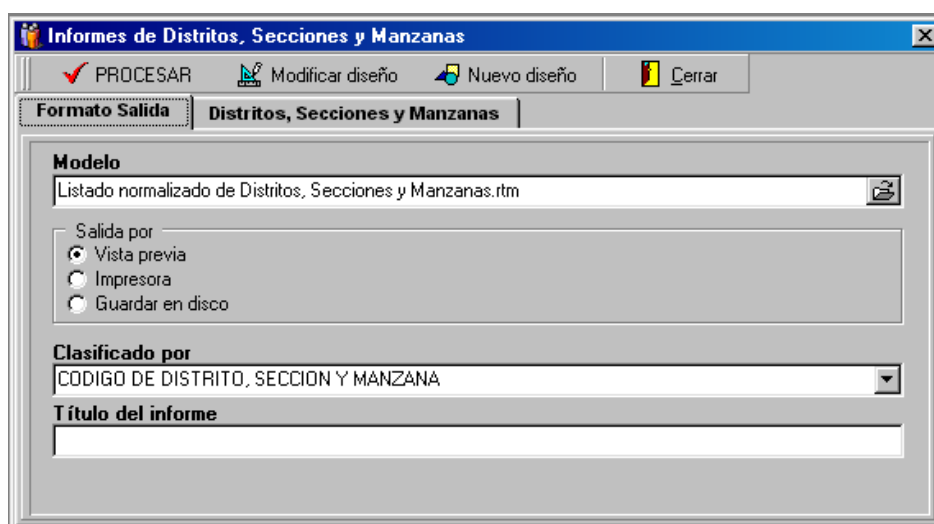 Informes de Distritos, Secciones y Manzanas
PROCESAR Modificar diseño Nuevo diseño Cerrar
Formato Salida Distritos, Secciones y Manzanas
Modelo
Listado normalizado de Distritos, Secciones y Manzanas.rtm
Salida por
Vista previa
Impresora
Guardar en disco
Clasificado por
CODIGO DE DISTRITO, SECCION Y MANZANA
Título del informe